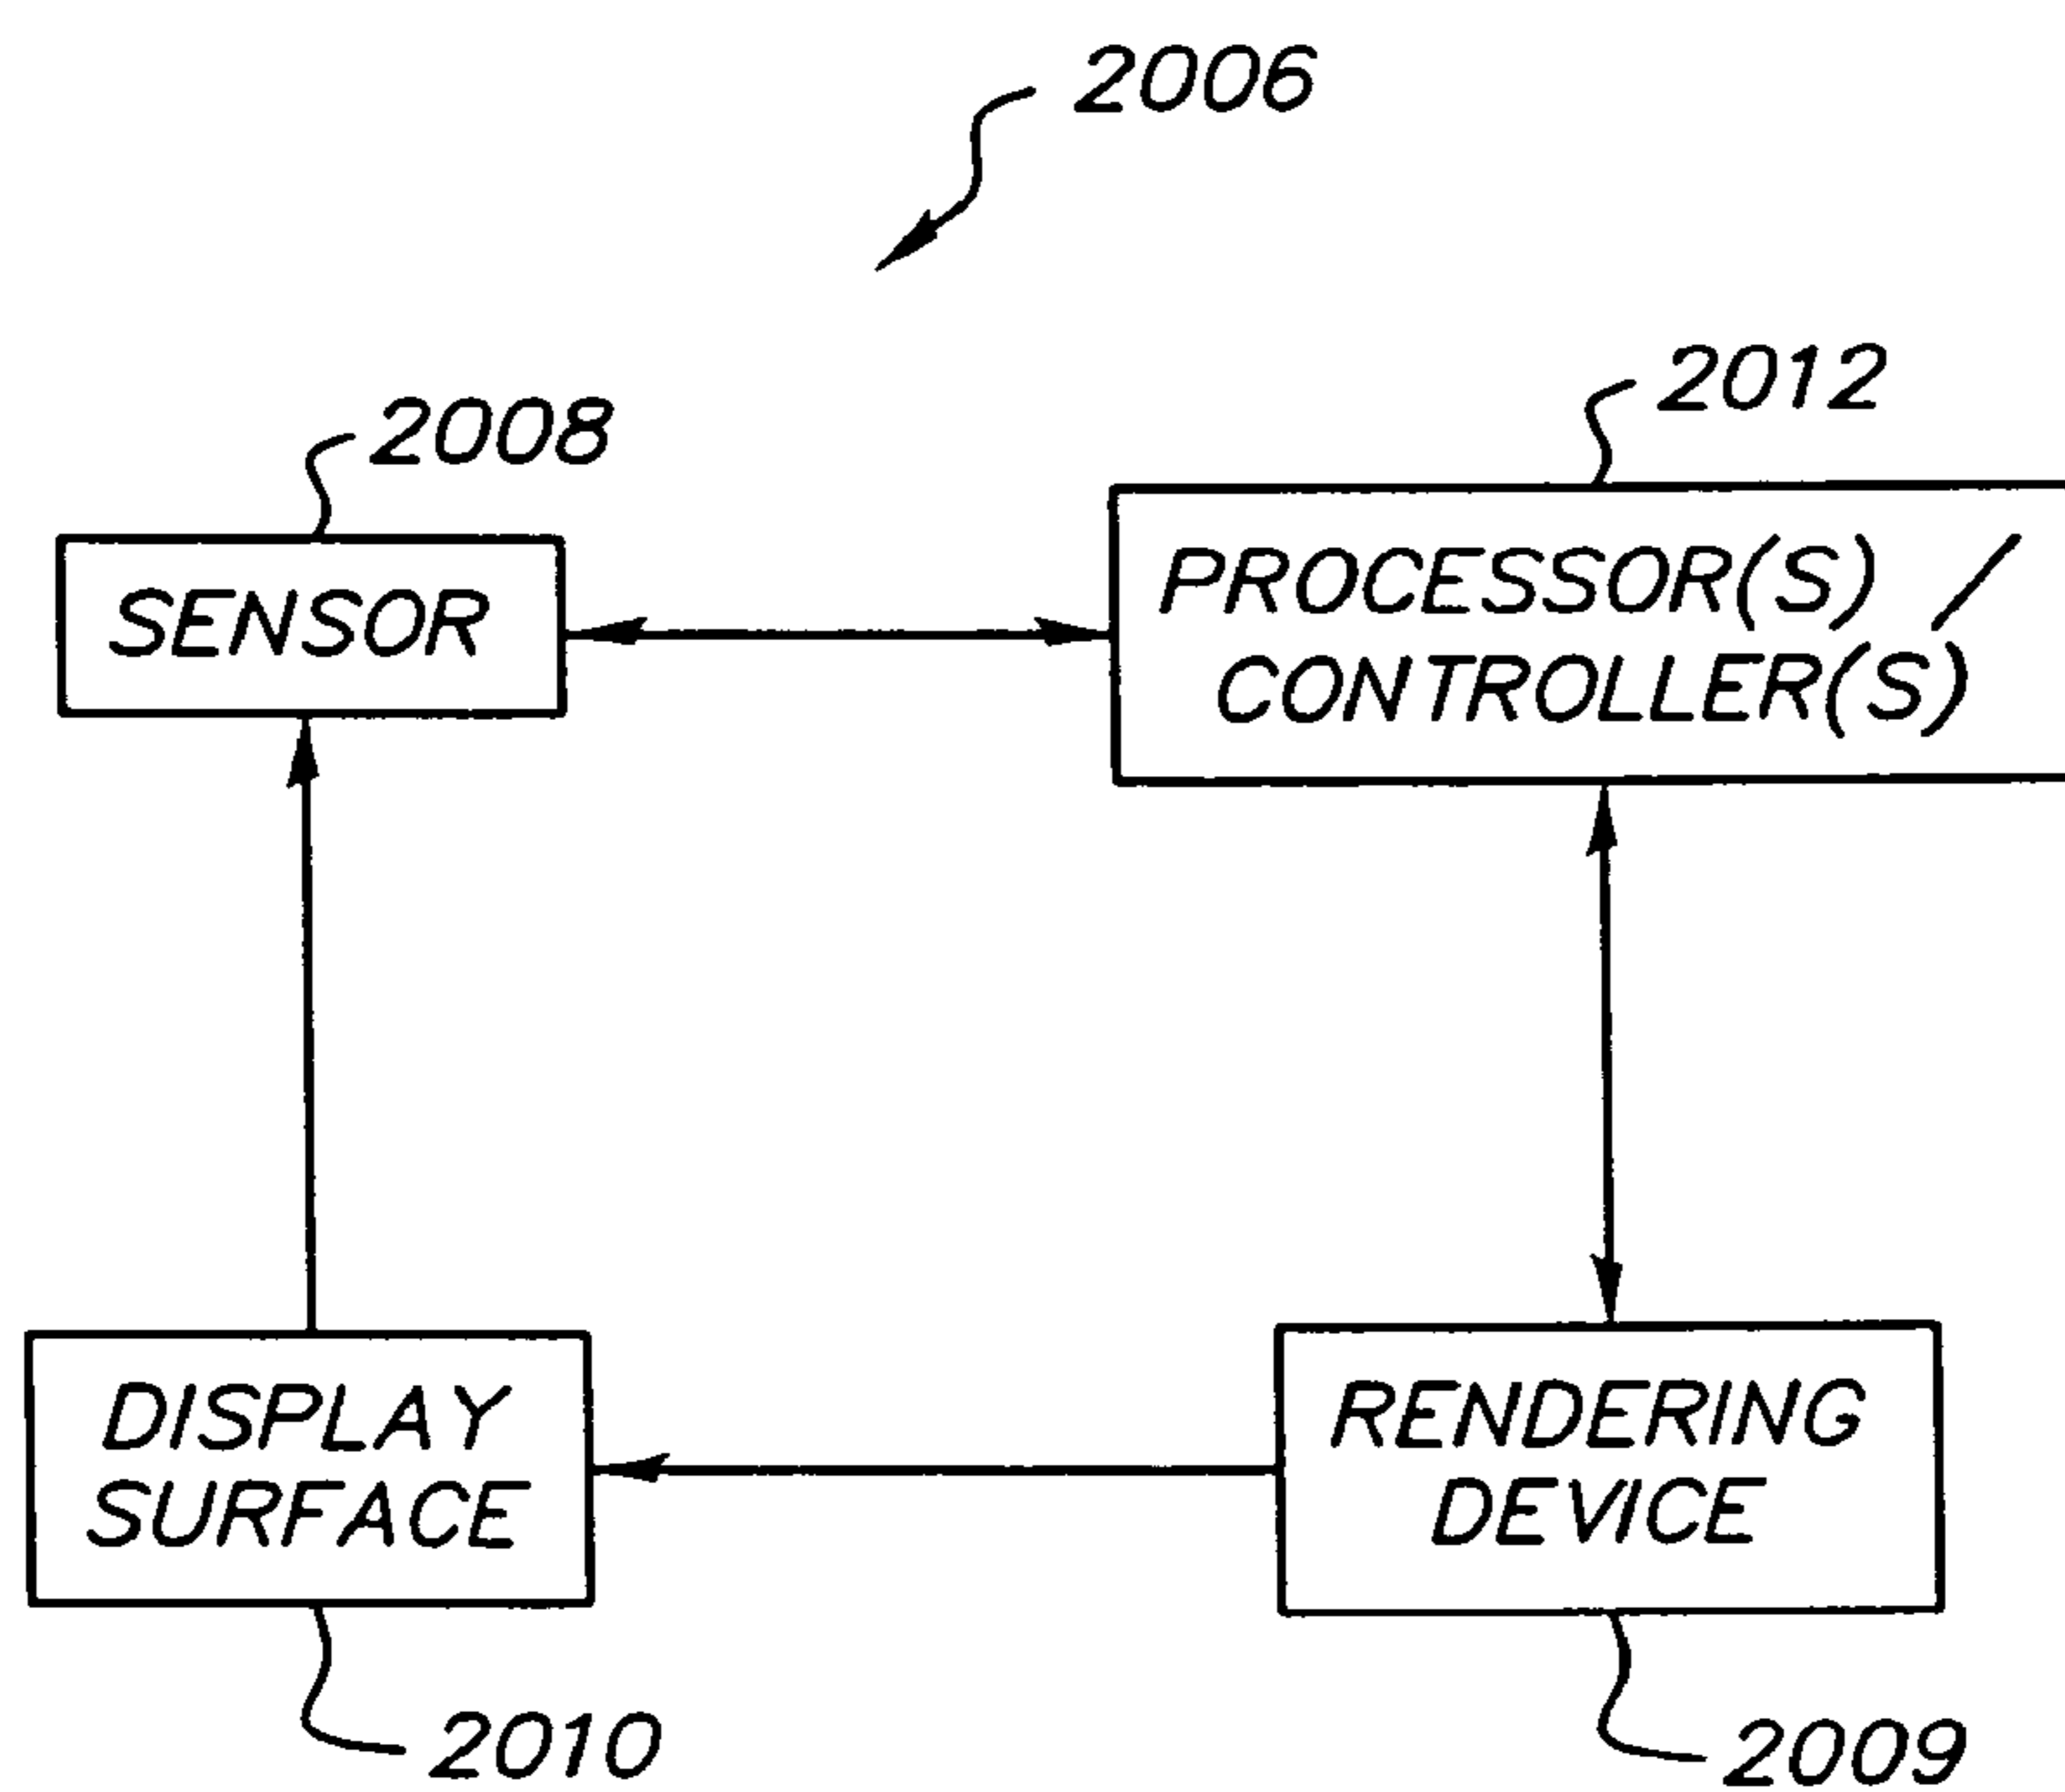 2006
2008
2012
SENSOR
PROCESSOR(S) /
CONTROLLER(S)
DISPLAY
SURFACE
RENDERING
DEVICE
2010
2009